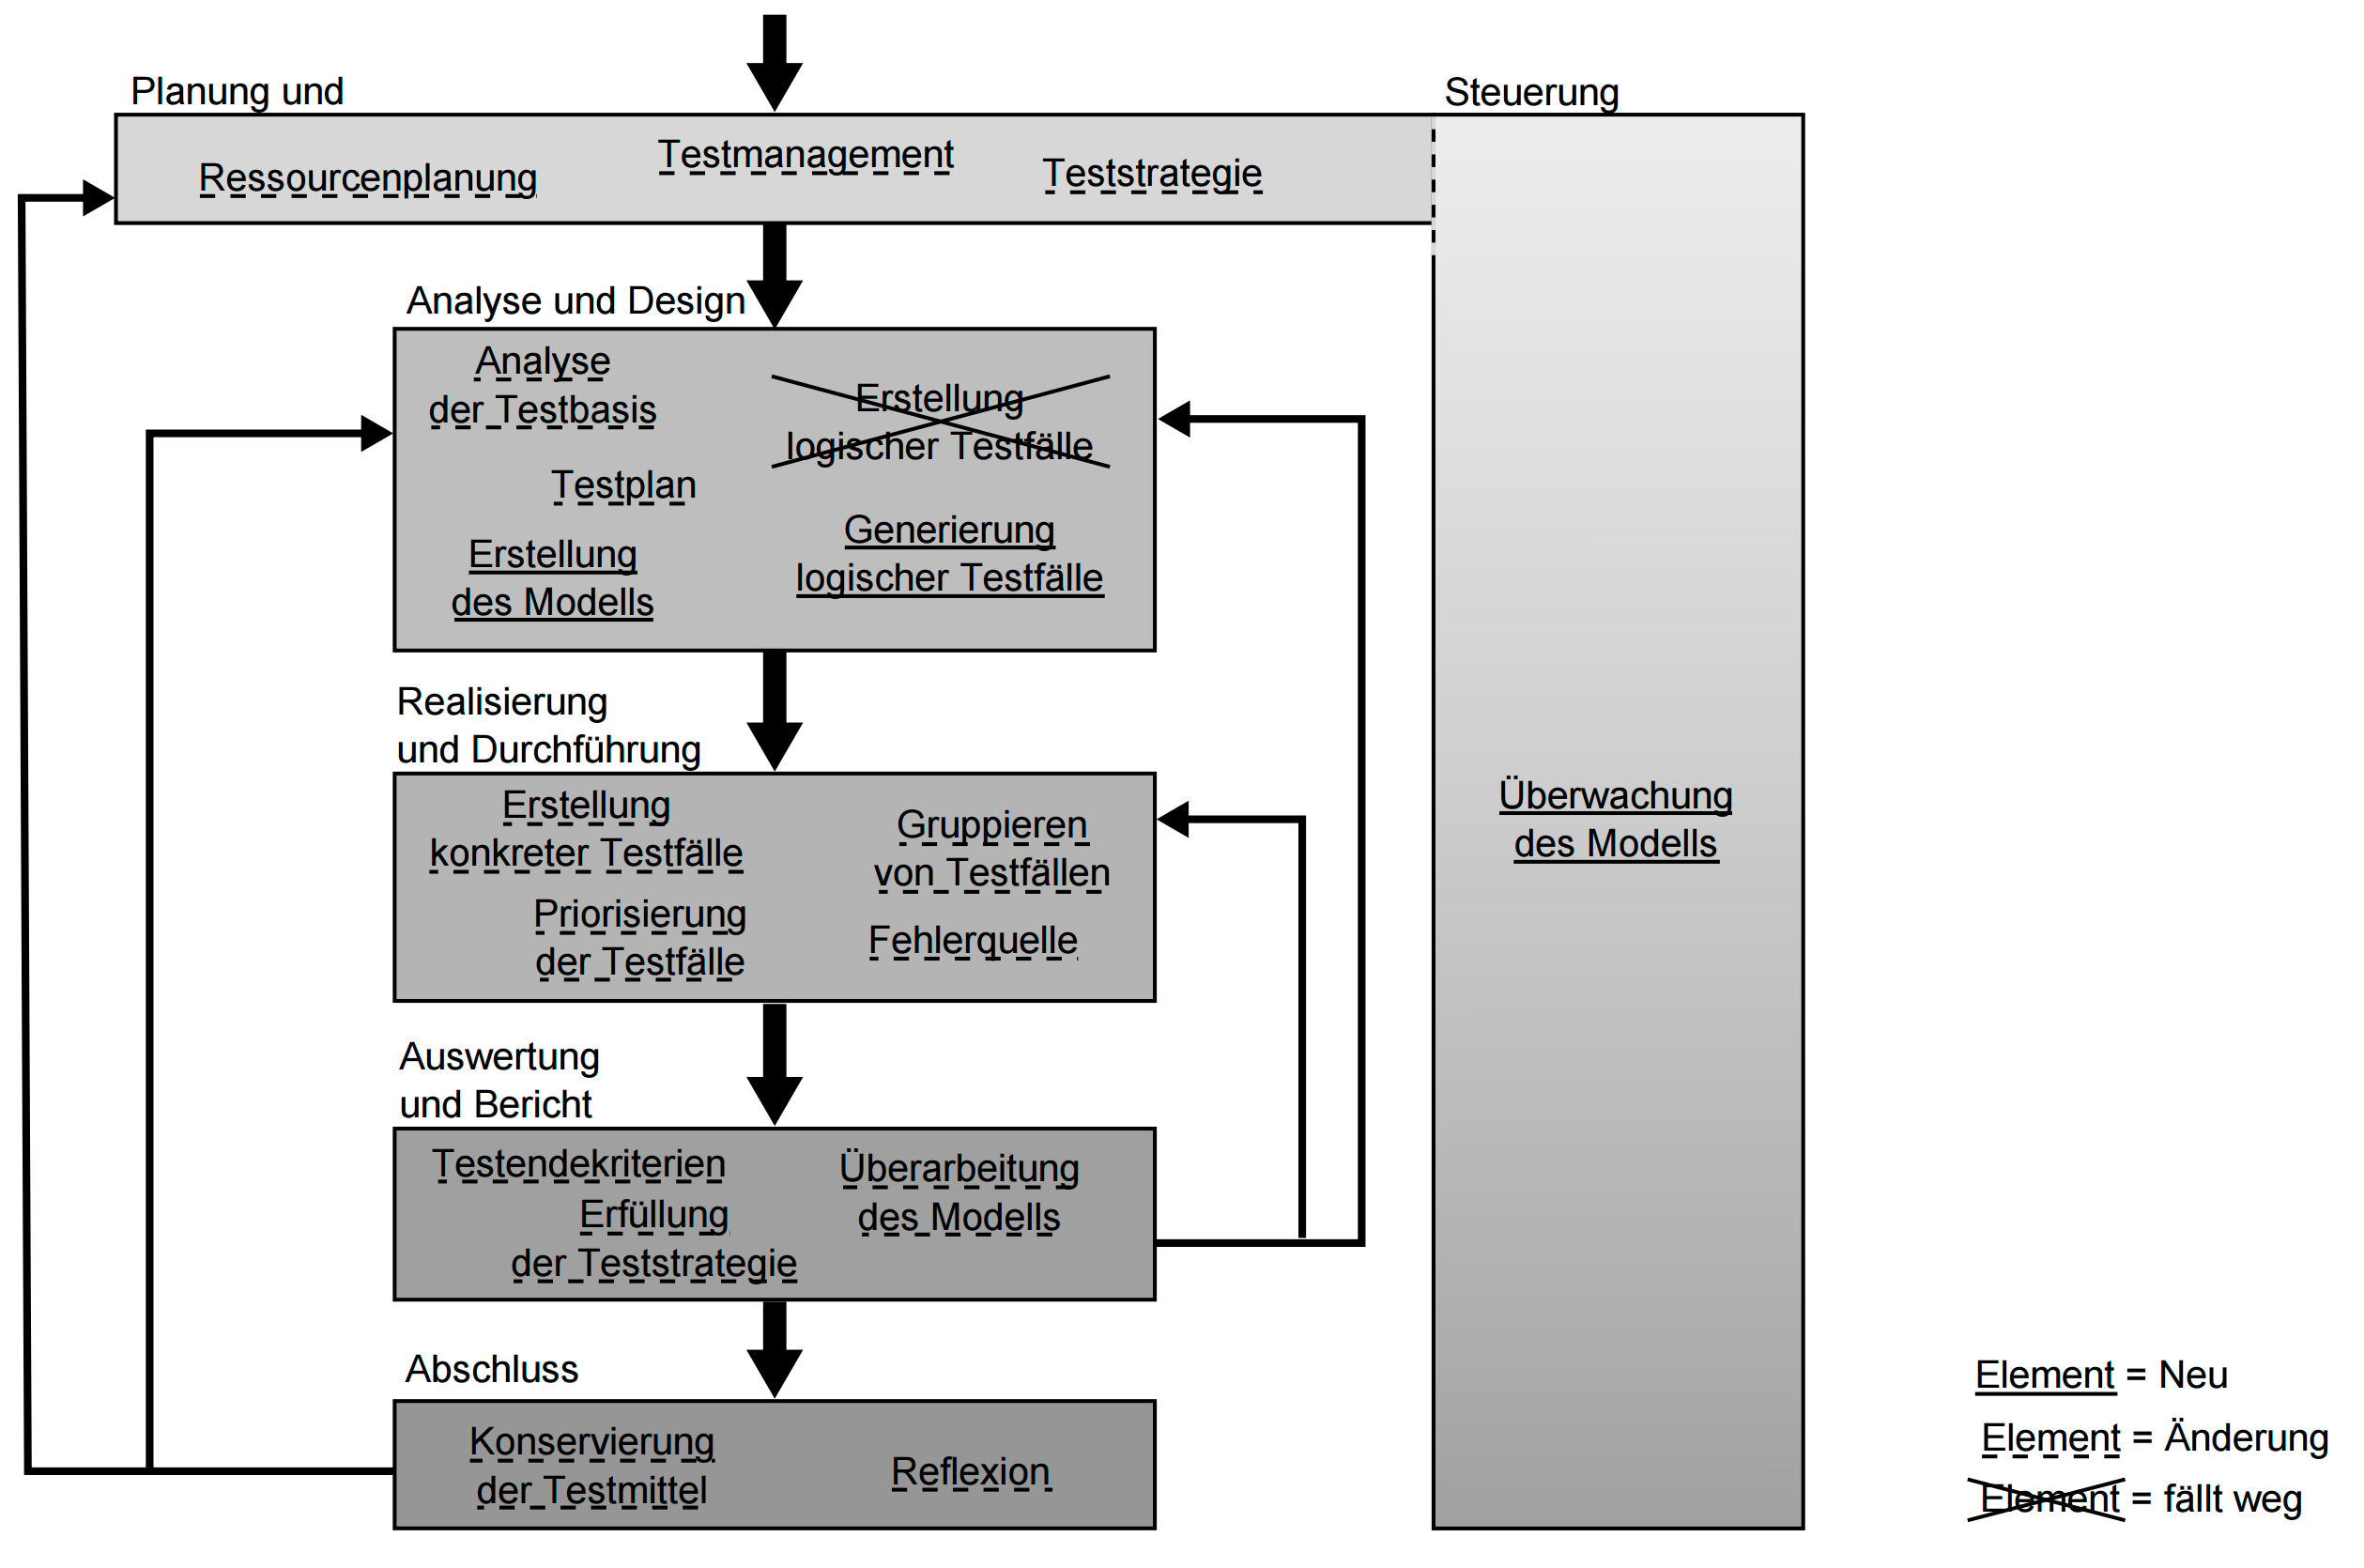 Planung und
Steuerung
Ressourcenplanung
Testmanagement
Teststrategie
Analyse und Design
Analyse
der Testbasis
Erstellung
logischer Testfälle
Testplan
Generierung
logischer Testfälle
Erstellung
des Modells
Realisierung
und Durchführung
Erstellung
konkreter Testfälle
Gruppieren
von Testfällen
Priorisierung
der Testfälle
Fehlerquelle
Überwachung
des Modells
Auswertung
und Bericht
Testendekriterien
Erfüllung
der Teststrategie
Überarbeitung
des Modells
Abschluss
Konservierung
der Testmittel
Reflexion
Element = Neu
Element = Änderung
Element = fällt weg